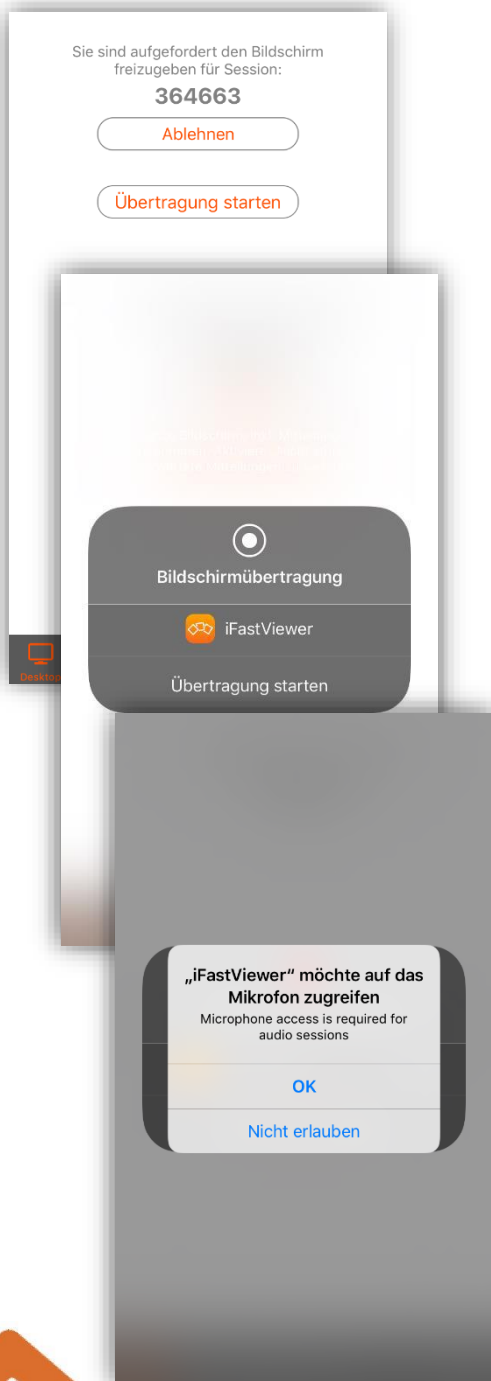 Sie sind aufgefordert den Bildschirm
freizugeben für Session:
364663
Ablehnen
Übertragung starten
Desktop
Bildschirmübertragung
iFastViewer
Übertragung starten
„iFastViewer“ möchte auf das
Mikrofon zugreifen
Microphone access is required for
audio sessions
OK
Nicht erlauben